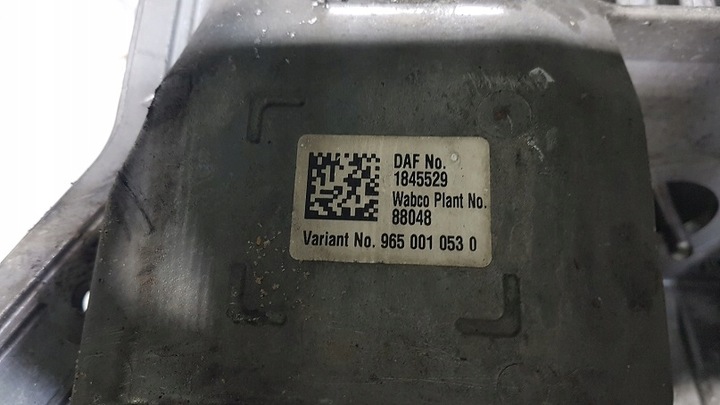 DAF No.
1845529
Wabco Plant No.
88048
Variant No. 965 001 053 0